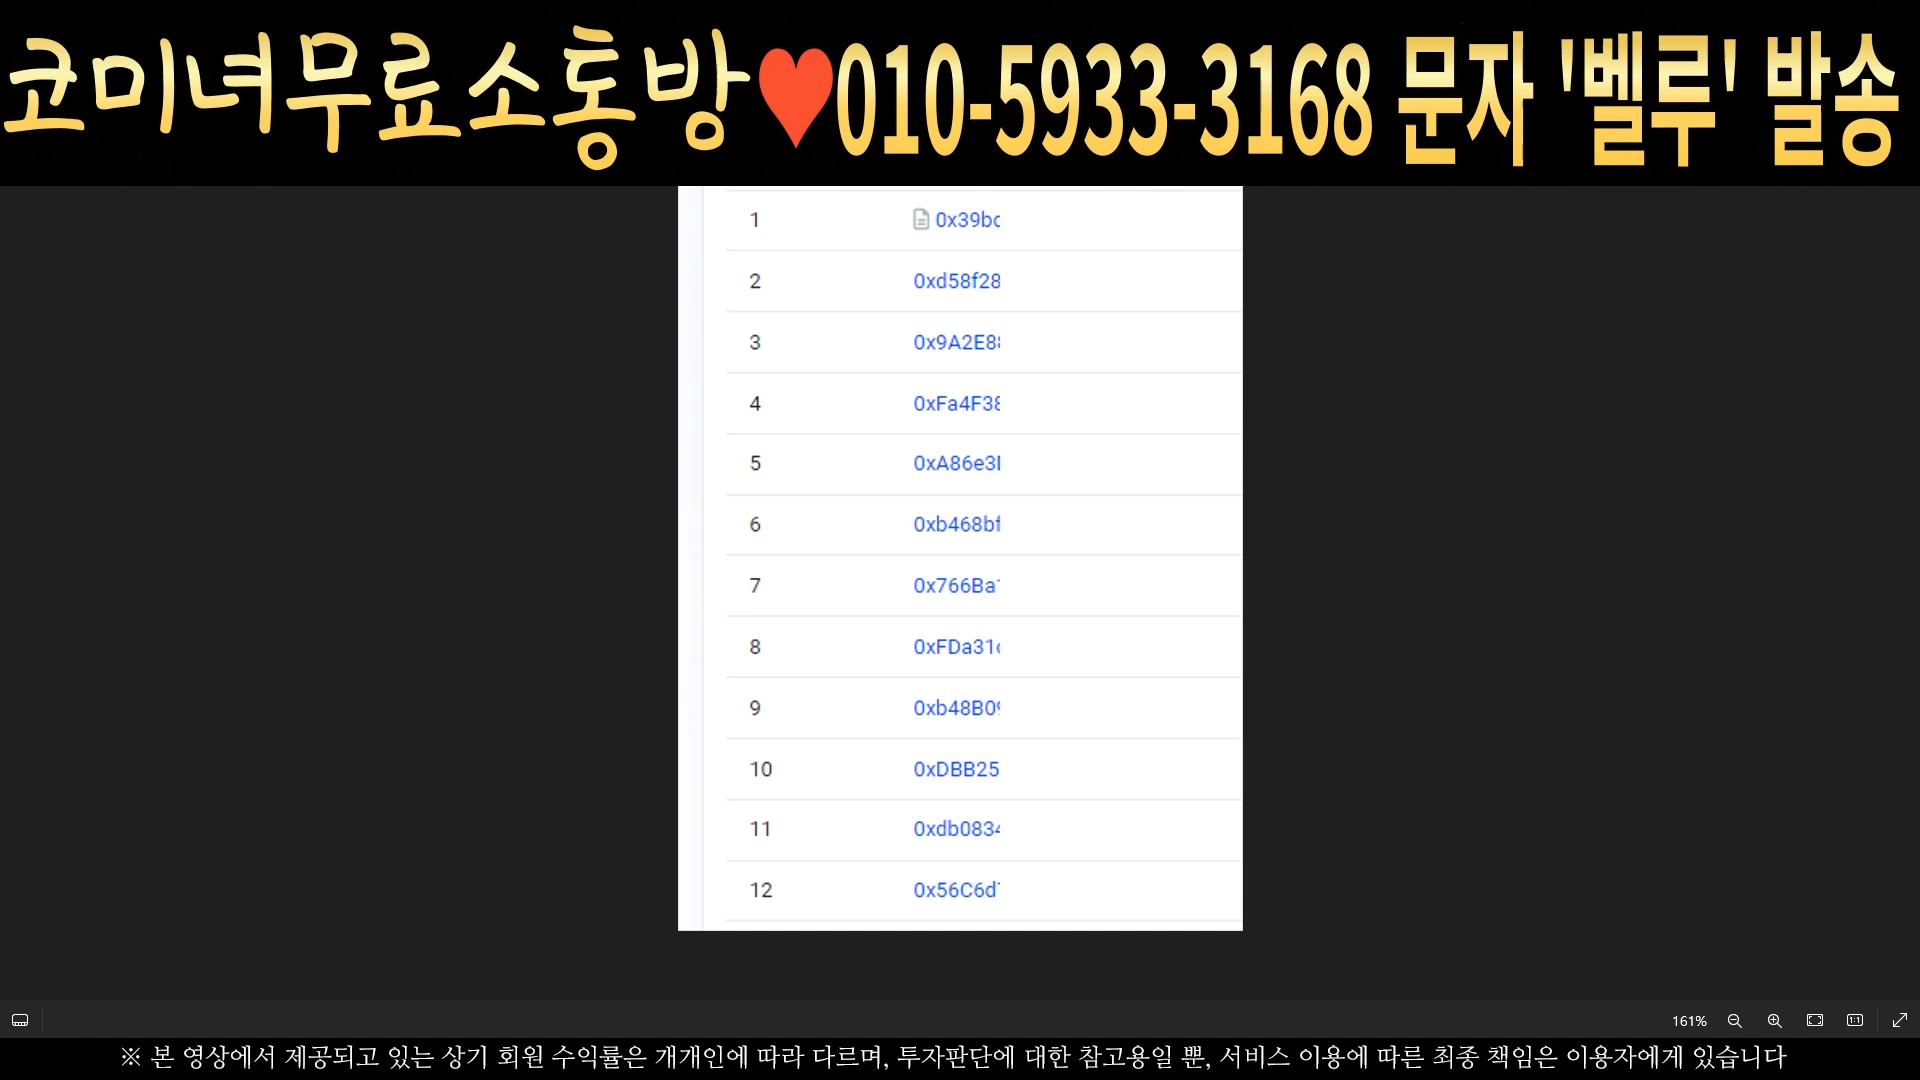 코미녀무료소통방♥010-5933-3168 문자 '벨루' 발송
1 0x39bc
2 0xd58f28
3 0x9A2E8
4 0xFa4F38
5 0xA86e3
6 0xb468bf
7 0x766Ba
8 0xFDa31
9 0xb48B0
10 0xDBB25
11 0xdb083
12 0x56C6d
161%
1:1
※ 본 영상에서 제공되고 있는 상기 회원 수익률은 개개인에 따라 다르며, 투자판단에 대한 참고용일 뿐, 서비스 이용에 따른 최종 책임은 이용자에게 있습니다